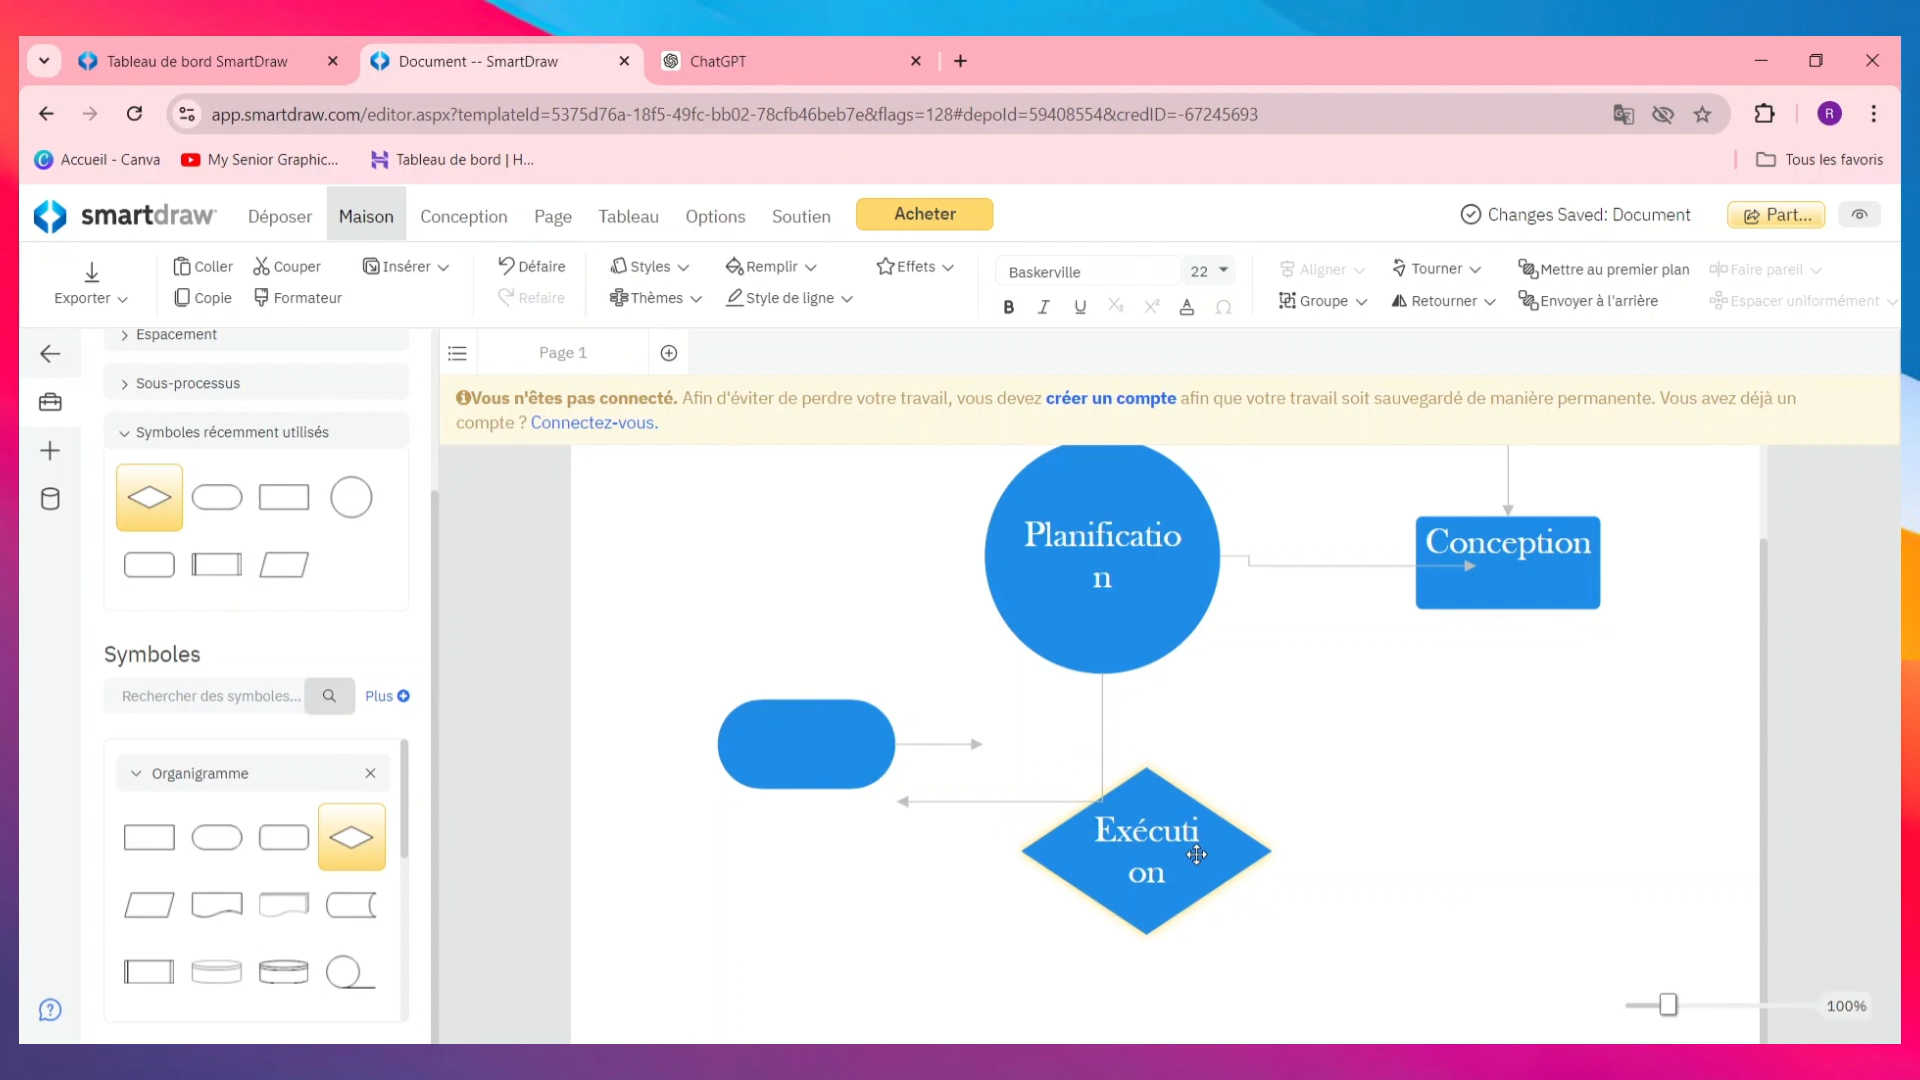 Tableau de bord SmartDraw
Document -- SmartDraw
ChatGPT
app.smartdraw.com/editor.aspx?templateId=5375d76a-18f5-49fc-bb02-78cfb46beb7e&flags=128#depoId=59408554&credID=-67245693
R
Accueil - Canva
My Senior Graphic...
Tableau de bord | H...
Tous les favoris
smartdraw
Déposer
Maison
Conception
Page
Tableau
Options
Soutien
Acheter
Changes Saved: Document
Part...
Exporter
Coller
Couper
Insérer
Copie
Formateur
Défaire
Refaire
Styles
Remplir
Effets
Thèmes
Style de ligne
Baskerville
22
B I U X₂ X² A Ω
Aligner
Tourner
Mettre au premier plan
Faire pareil
Groupe
Retourner
Envoyer à l'arrière
Espacer uniformément
Espacement
Sous-processus
Symboles récemment utilisés
Symboles
Rechercher des symboles...
Plus
Organigramme
Page 1
Vous n'êtes pas connecté. Afin d'éviter de perdre votre travail, vous devez créer un compte afin que votre travail soit sauvegardé de manière permanente. Vous avez déjà un
compte ? Connectez-vous.
Planificatio
n
Conception
Exécuti
on
100%